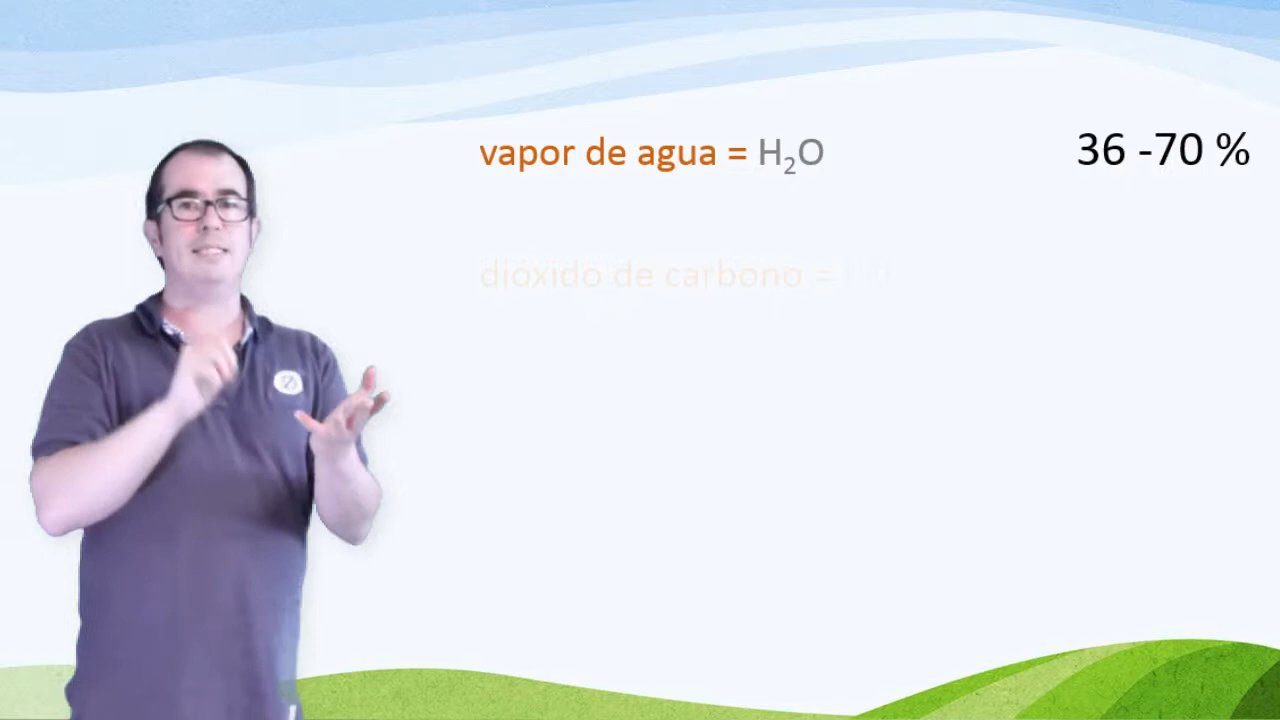 vapor de agua = H₂O 36 -70 %
dióxido de carbono =